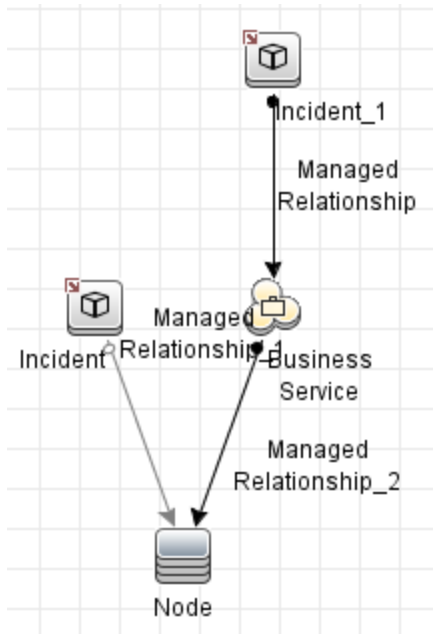 Incident_1
Managed
Relationship
Managed
Relationship_1
Incident
Business
Service
Managed
Relationship_2
Node